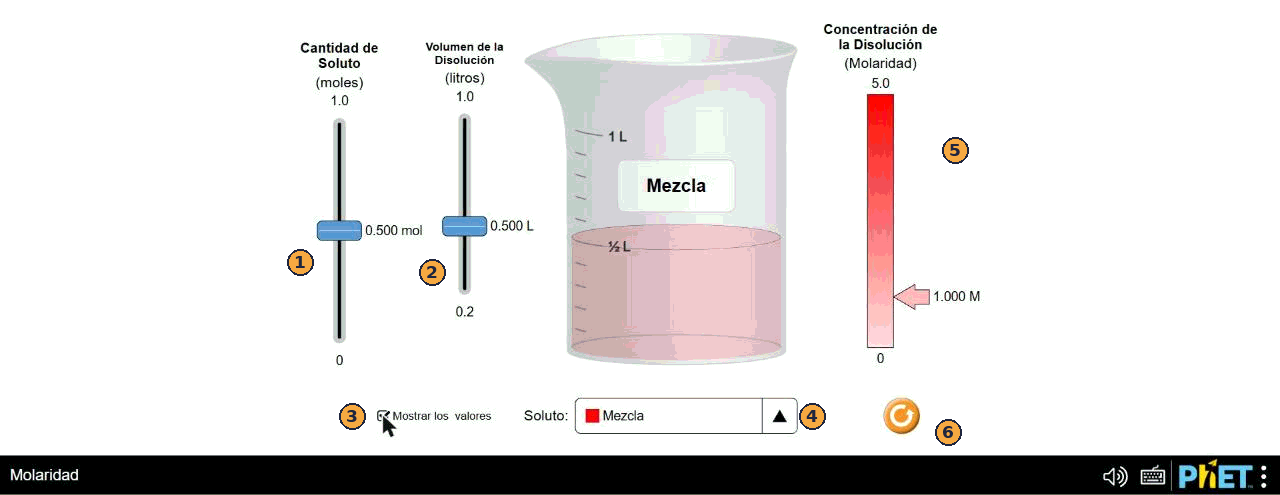 Cantidad de
Soluto
(moles)
1.0
0.500 mol
1
0
Volumen de la
Disolución
(litros)
1.0
0.500 L
2
0.2
1 L
Mezcla
½ L
Concentración de
la Disolución
(Molaridad)
5.0
5
1.000 M
0
3
Mostrar los valores
Soluto:
Mezcla
4
6
Molaridad
PhET